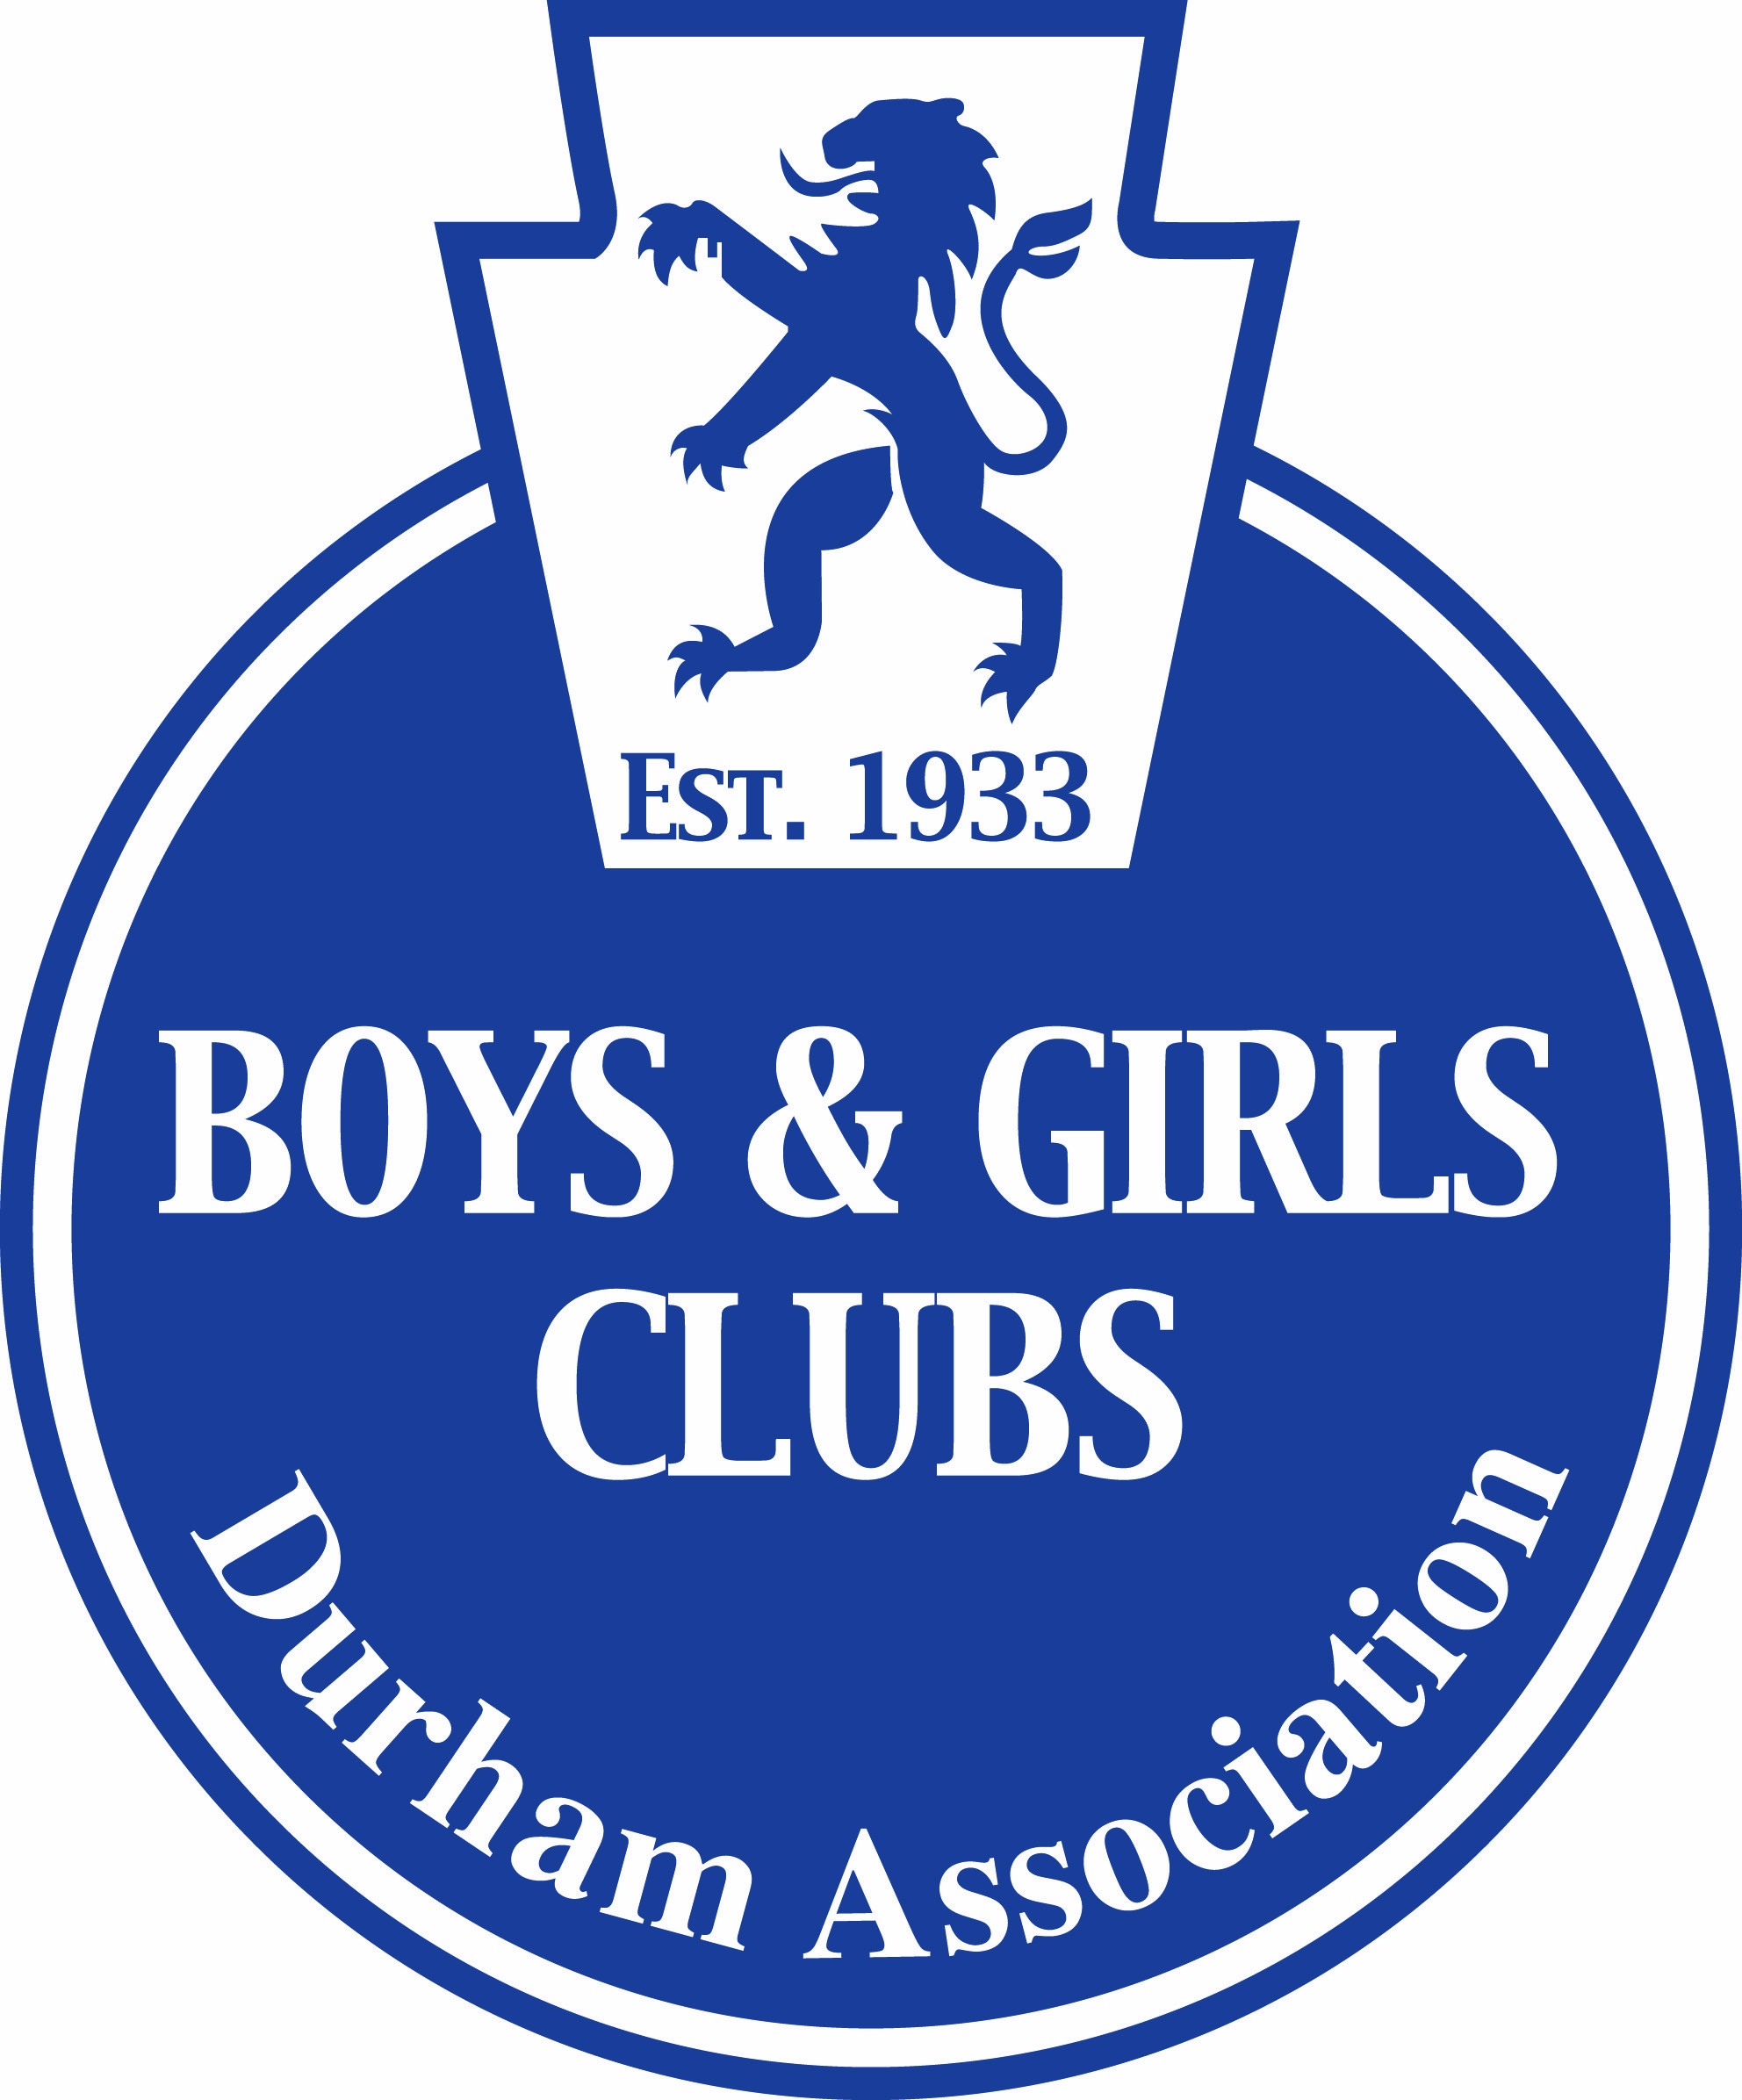 Est. 1933
BOYS & GIRLS
CLUBS
Durham Association